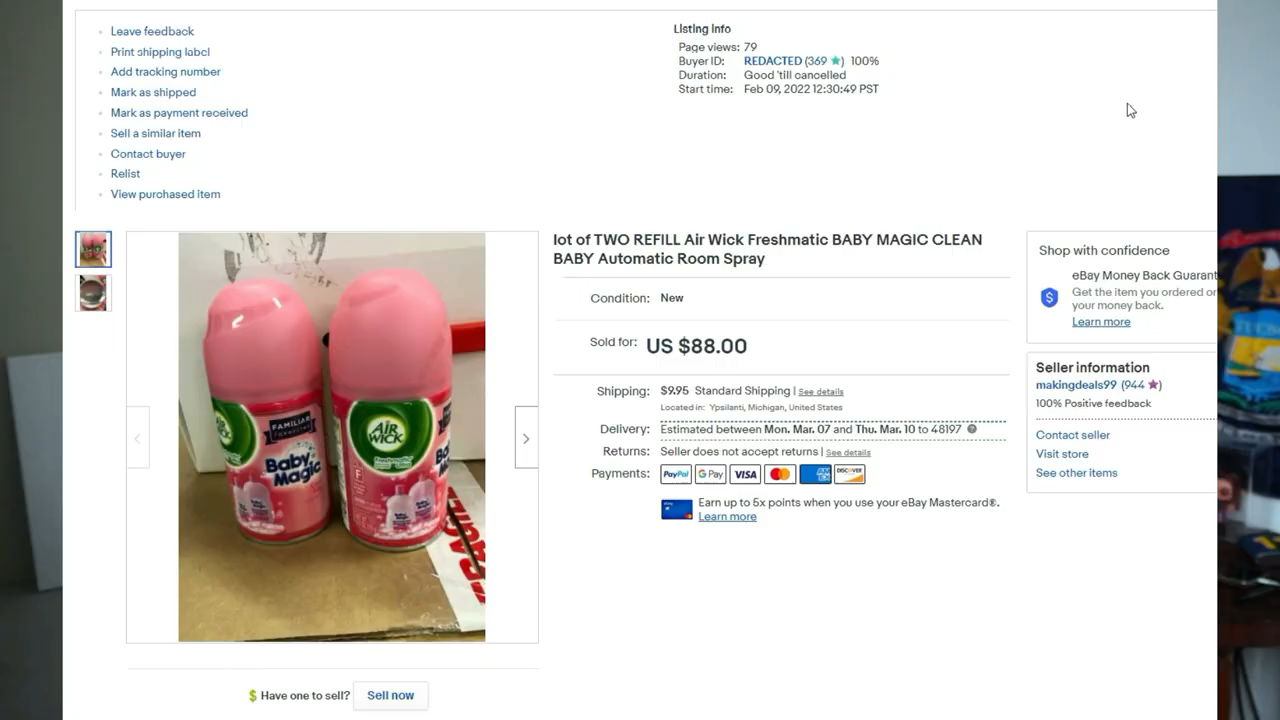 Leave feedback
Print shipping label
Add tracking number
Mark as shipped
Mark as payment received
Sell a similar item
Contact buyer
Relist
View purchased item
Listing info
Page views: 79
Buyer ID: REDACTED (369 ★) 100%
Duration: Good 'till cancelled
Start time: Feb 09, 2022 12:30:49 PST
lot of TWO REFILL Air Wick Freshmatic BABY MAGIC CLEAN
BABY Automatic Room Spray
Condition: New
Sold for: US $88.00
Shipping: $9.95 Standard Shipping | See details
Located in: Ypsilanti, Michigan, United States
Delivery: Estimated between Mon. Mar. 07 and Thu. Mar. 10 to 48197
Returns: Seller does not accept returns | See details
Payments: PayPal G Pay VISA DISCOVER
Earn up to 5x points when you use your eBay Mastercard®.
Learn more
Shop with confidence
eBay Money Back Guarant
Get the item you ordered or
your money back.
Learn more
Seller information
makingdeals99 (944 ★)
100% Positive feedback
Contact seller
Visit store
See other items
FAMILIAR
Baby
Magic
AIR
WICK
$ Have one to sell? Sell now